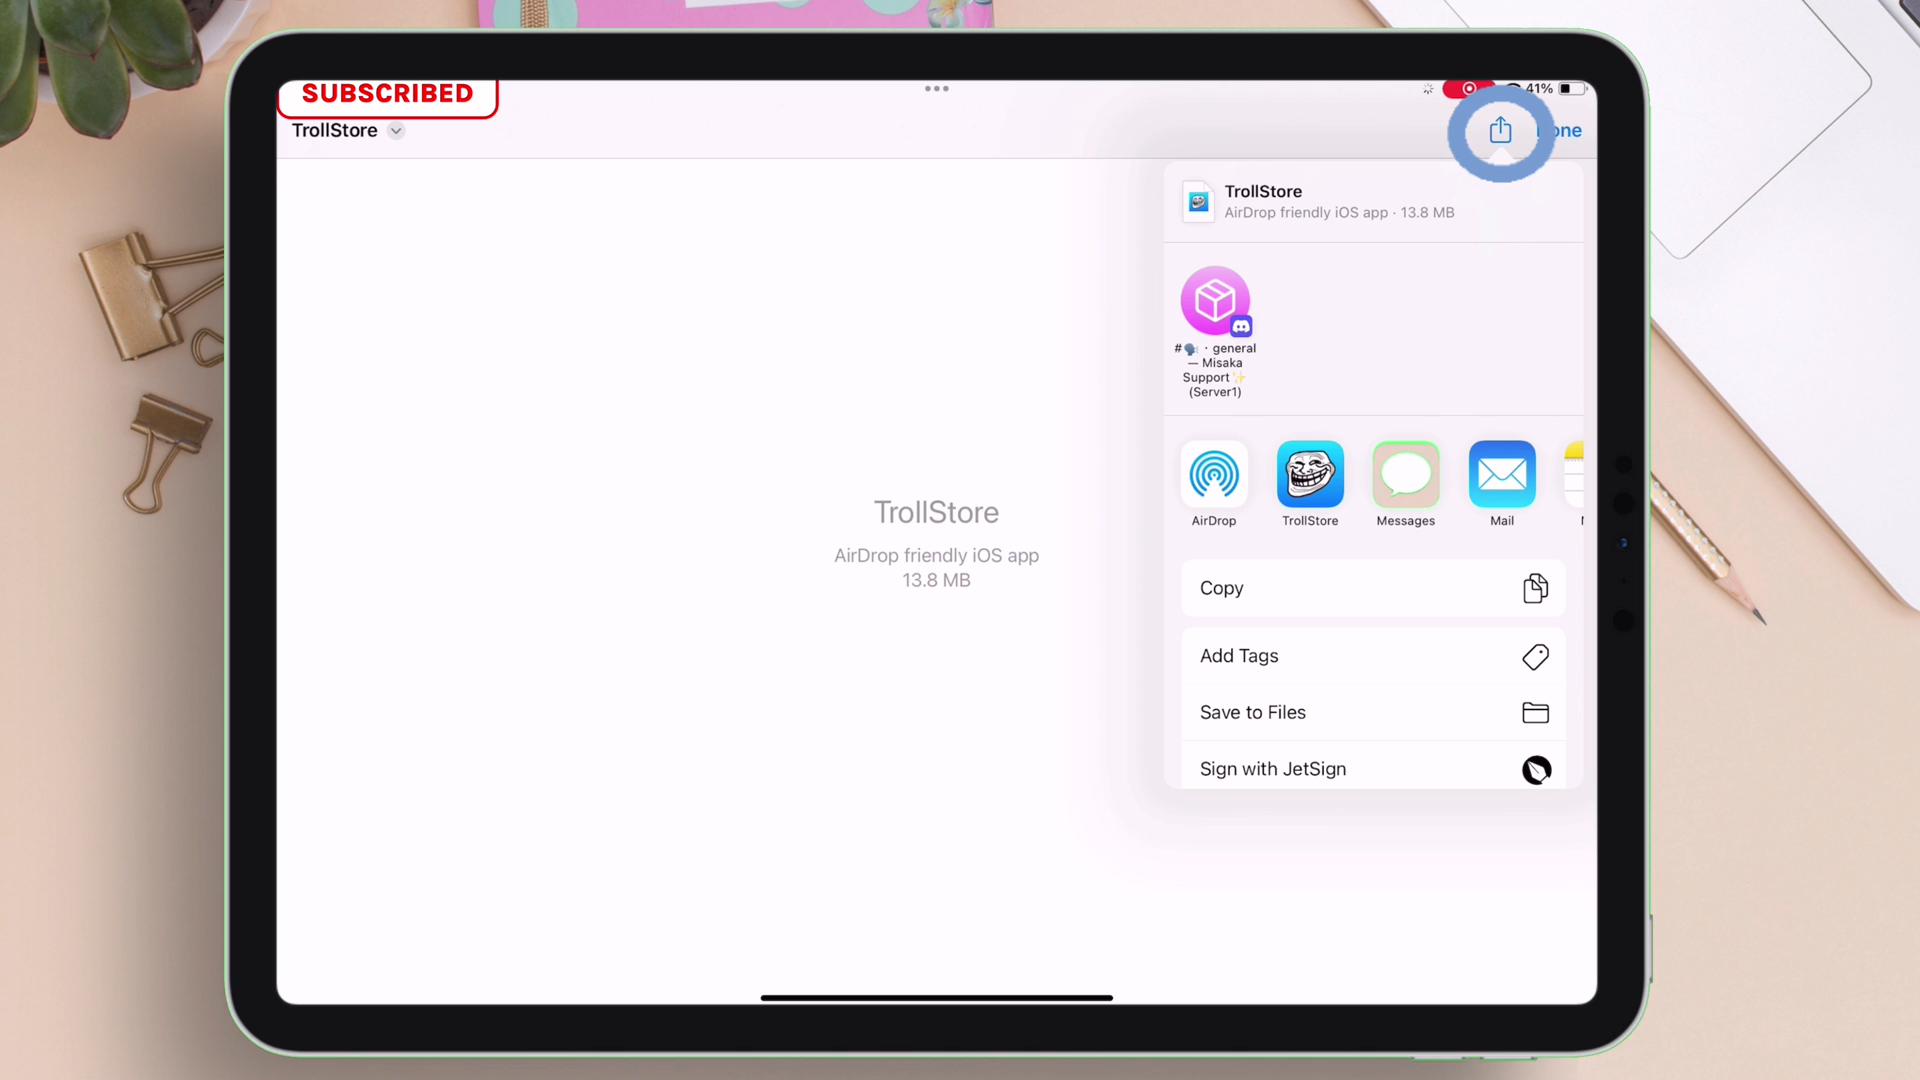 SUBSCRIBED
41%
TrollStore
TrollStore
AirDrop friendly iOS app · 13.8 MB
#🗣️ · general
— Misaka
Support✨
(Server1)
AirDrop
TrollStore
Messages
Mail
TrollStore
AirDrop friendly iOS app
13.8 MB
Copy
Add Tags
Save to Files
Sign with JetSign